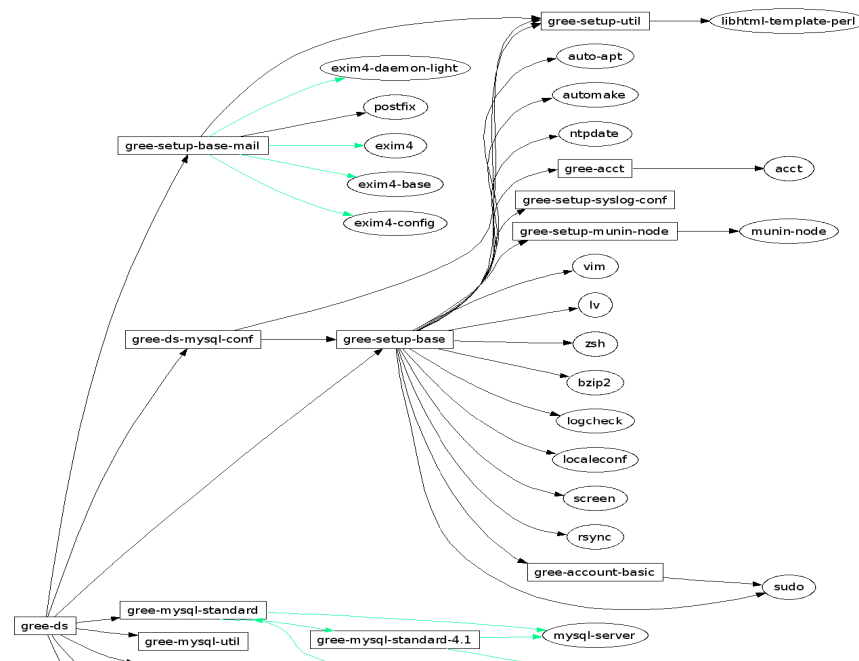 gree-setup-util
libhtml-template-perl
auto-apt
exim4-daemon-light
automake
postfix
ntpdate
gree-setup-base-mail
exim4
gree-acct
acct
exim4-base
gree-setup-syslog-conf
exim4-config
gree-setup-munin-node
munin-node
vim
lv
gree-ds-mysql-conf
gree-setup-base
zsh
bzip2
logcheck
localeconf
screen
rsync
gree-account-basic
sudo
gree-mysql-standard
gree-ds
mysql-server
gree-mysql-util
gree-mysql-standard-4.1